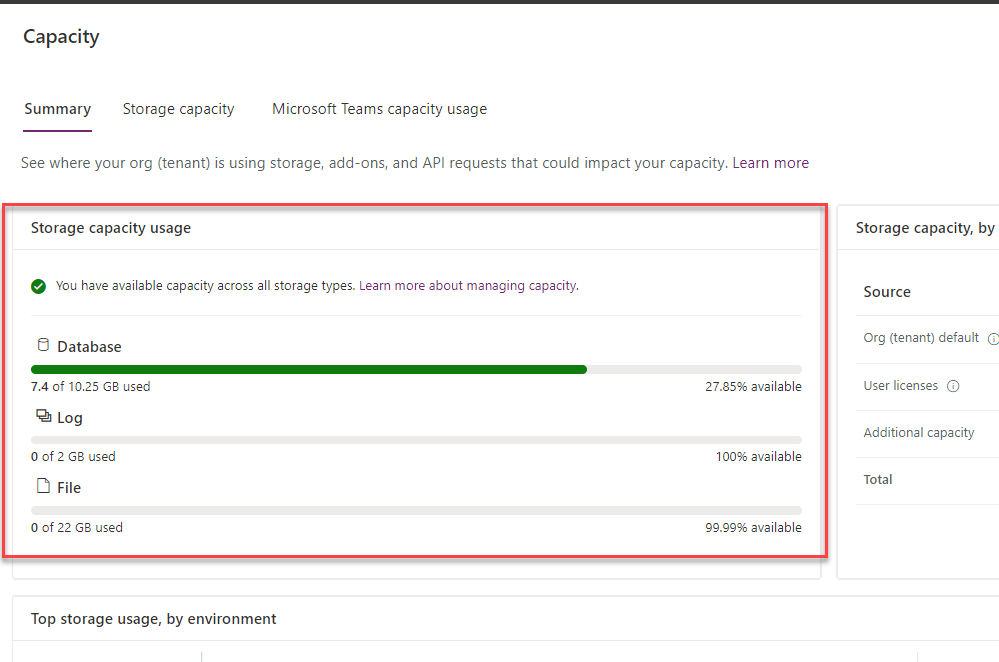 Capacity
Summary Storage capacity Microsoft Teams capacity usage
See where your org (tenant) is using storage, add-ons, and API requests that could impact your capacity. Learn more
Storage capacity usage
You have available capacity across all storage types. Learn more about managing capacity.
Database
7.4 of 10.25 GB used 27.85% available
Log
0 of 2 GB used 100% available
File
0 of 22 GB used 99.99% available
Storage capacity, by
Source
Org (tenant) default
User licenses
Additional capacity
Total
Top storage usage, by environment